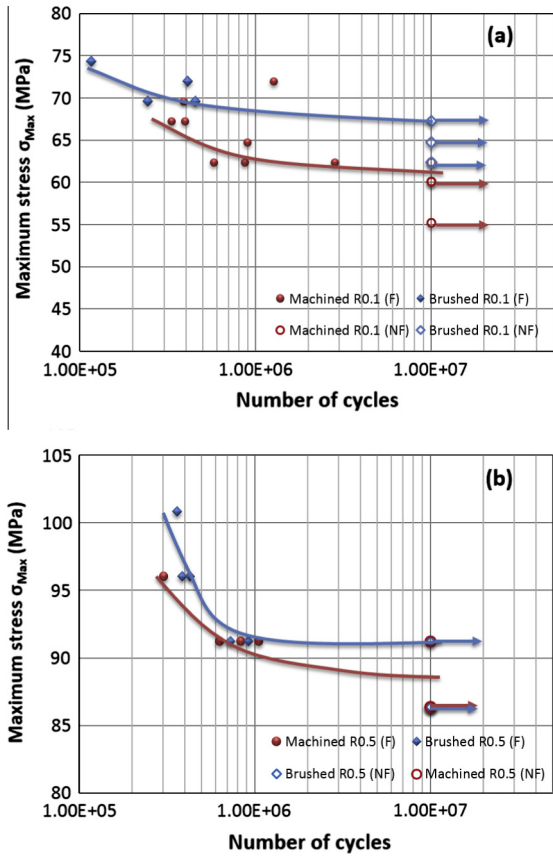 80
(a)
75
70
65
60
55
50
45
40
Maximum stress σMax (MPa)
Machined R0.1 (F) Brushed R0.1 (F)
Machined R0.1 (NF) Brushed R0.1 (NF)
1.00E+05 1.00E+06 1.00E+07
Number of cycles
105
(b)
100
95
90
85
80
Maximum stress σMax (MPa)
Machined R0.5 (F) Brushed R0.5 (F)
Brushed R0.5 (NF) Machined R0.5 (NF)
1.00E+05 1.00E+06 1.00E+07
Number of cycles